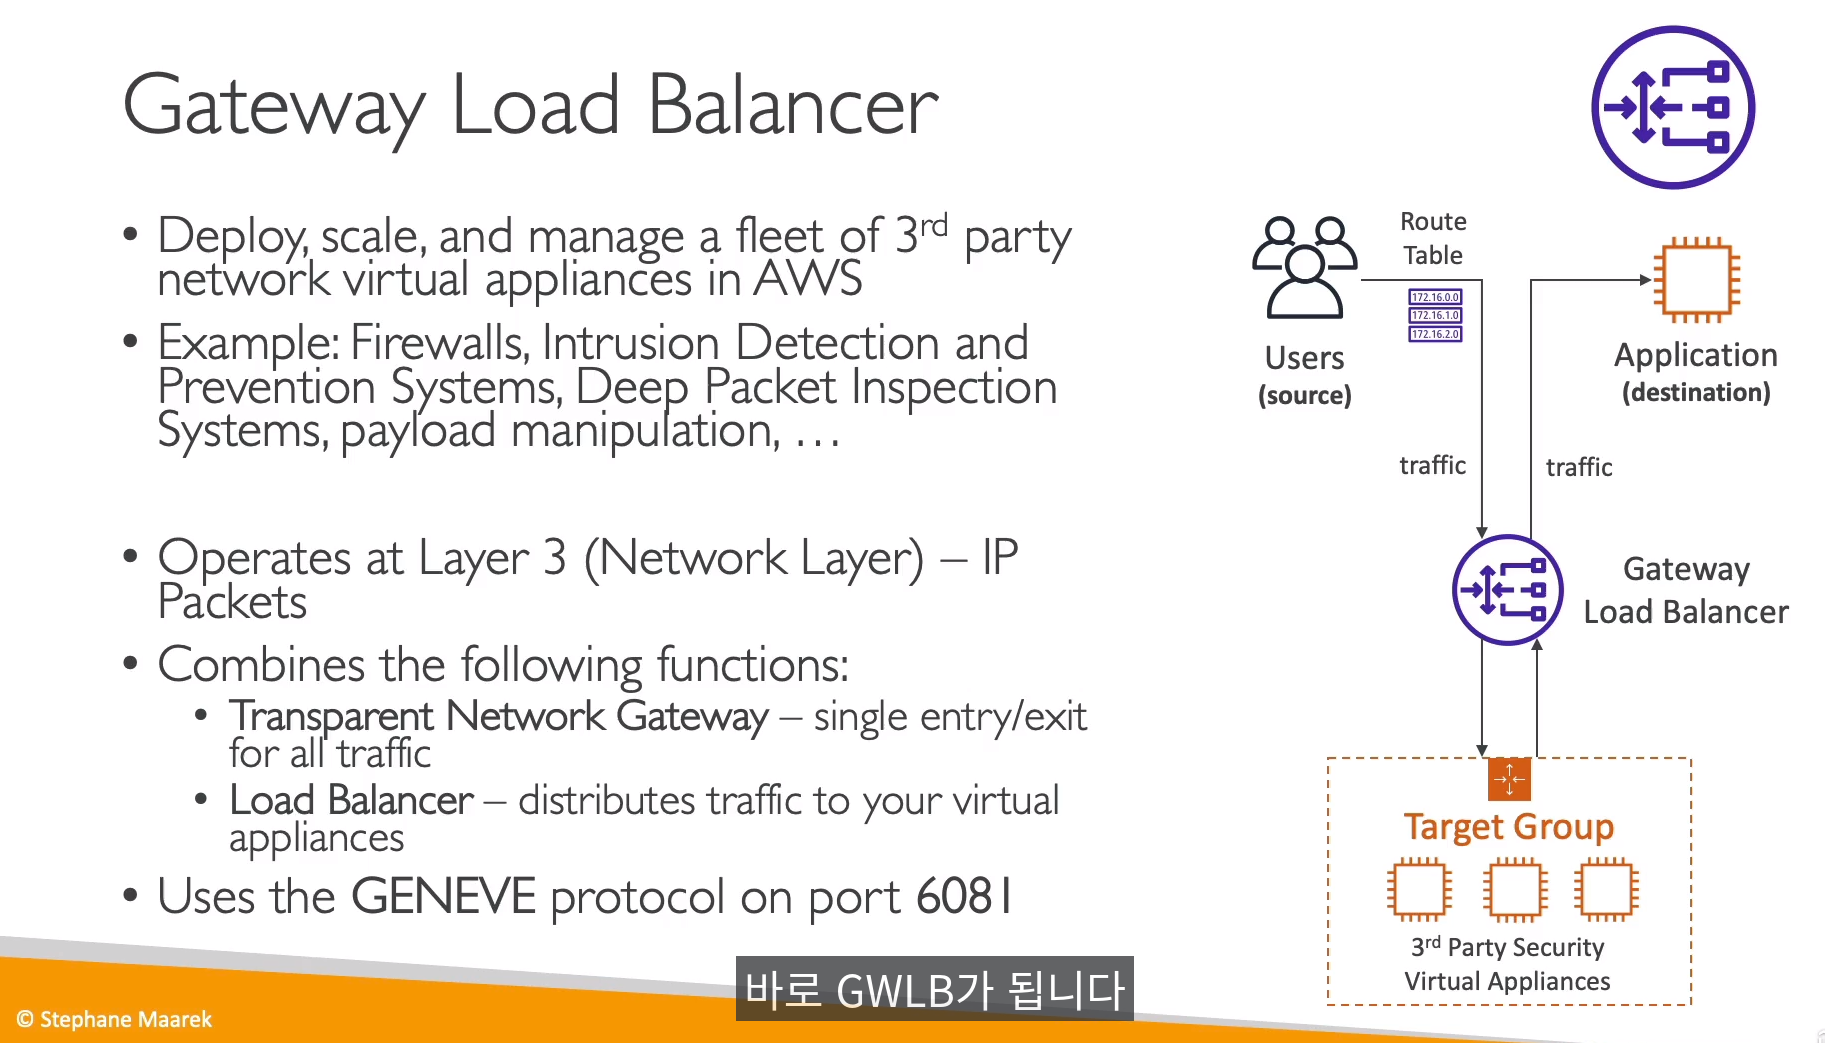 Gateway Load Balancer
• Deploy, scale, and manage a fleet of 3rd party
network virtual appliances in AWS
• Example: Firewalls, Intrusion Detection and
Prevention Systems, Deep Packet Inspection
Systems, payload manipulation, …
• Operates at Layer 3 (Network Layer) – IP
Packets
• Combines the following functions:
• Transparent Network Gateway – single entry/exit
for all traffic
• Load Balancer – distributes traffic to your virtual
appliances
• Uses the GENEVE protocol on port 6081
Route
Table
172.16.0.0
172.16.1.0
172.16.2.0
Users
(source)
Application
(destination)
traffic
traffic
Gateway
Load Balancer
Target Group
3rd Party Security
Virtual Appliances
바로 GWLB가 됩니다
© Stephane Maarek